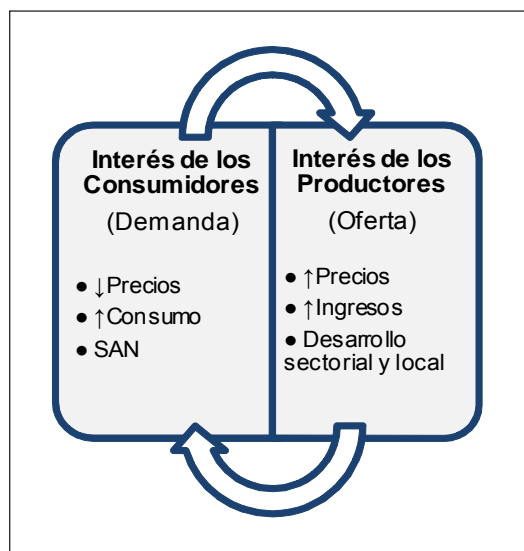 Interés de los
Consumidores
(Demanda)
● ↓Precios
● ↑Consumo
● SAN
Interés de los
Productores
(Oferta)
● ↑Precios
● ↑Ingresos
● Desarrollo
sectorial y local